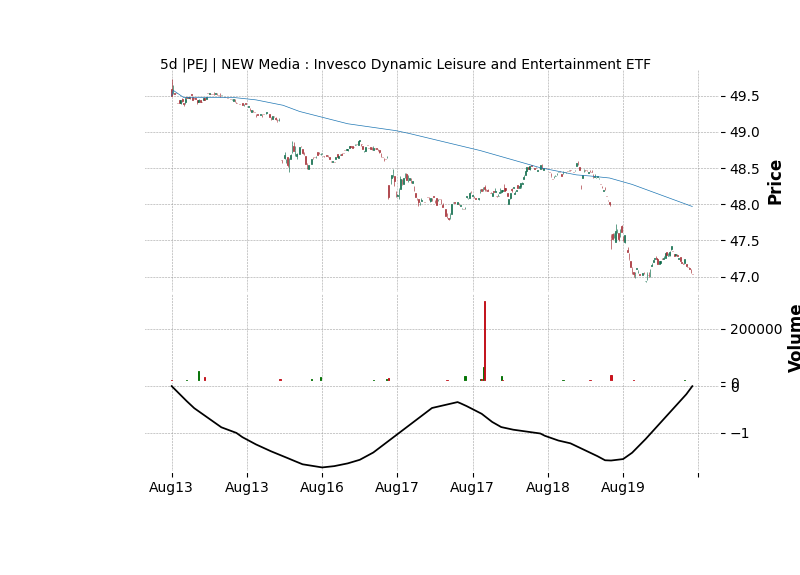 5d |PEJ | NEW Media : Invesco Dynamic Leisure and Entertainment ETF
49.5
49.0
48.5
48.0
47.5
47.0
Price
200000
0
Volume
0
−1
Aug13 Aug13 Aug16 Aug17 Aug17 Aug18 Aug19